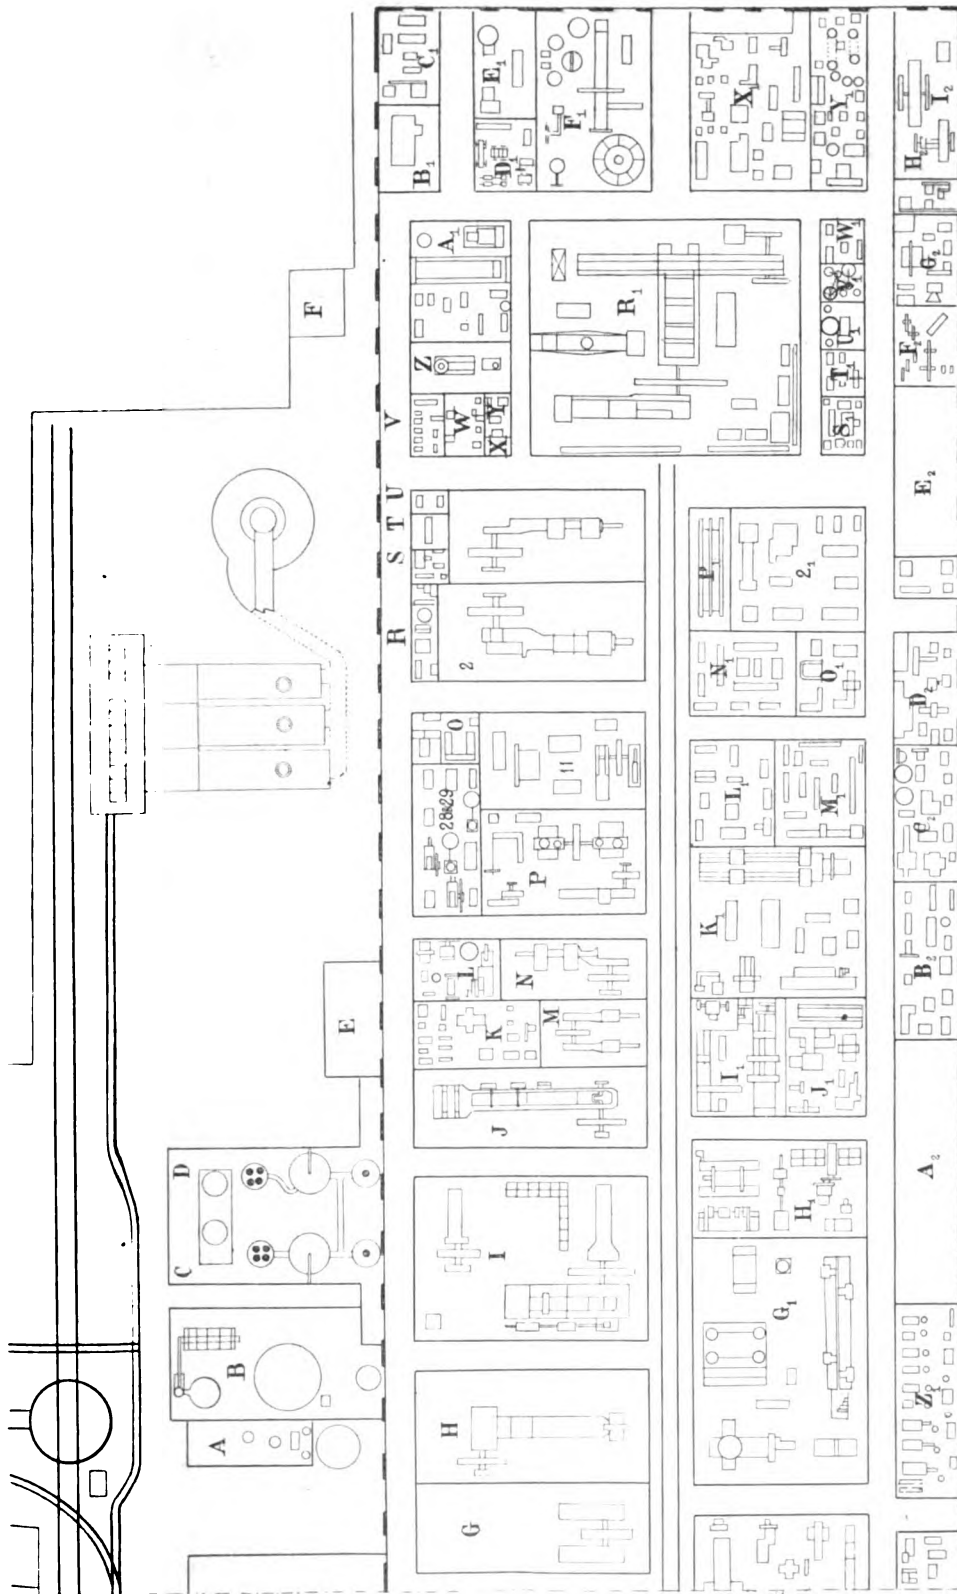 C₁
B₁
E₁
D₁
F₁
X₁
Y₁
I₂
H₂
F
A₁
Z
V
W
X
Y
R₁
W₁
V₁
U₁
T₁
S₁
G₂
F₂
E₂
U
T
S
R
2
P₁
2₁
N₁
O₁
D₂
O
28&29
11
P
L₁
M₁
K₁
C₂
B₂
E
L
N
K
M
J
I₁
J₁
A₂
D
C
I
H₁
G₁
B
A
H
G
Z₁